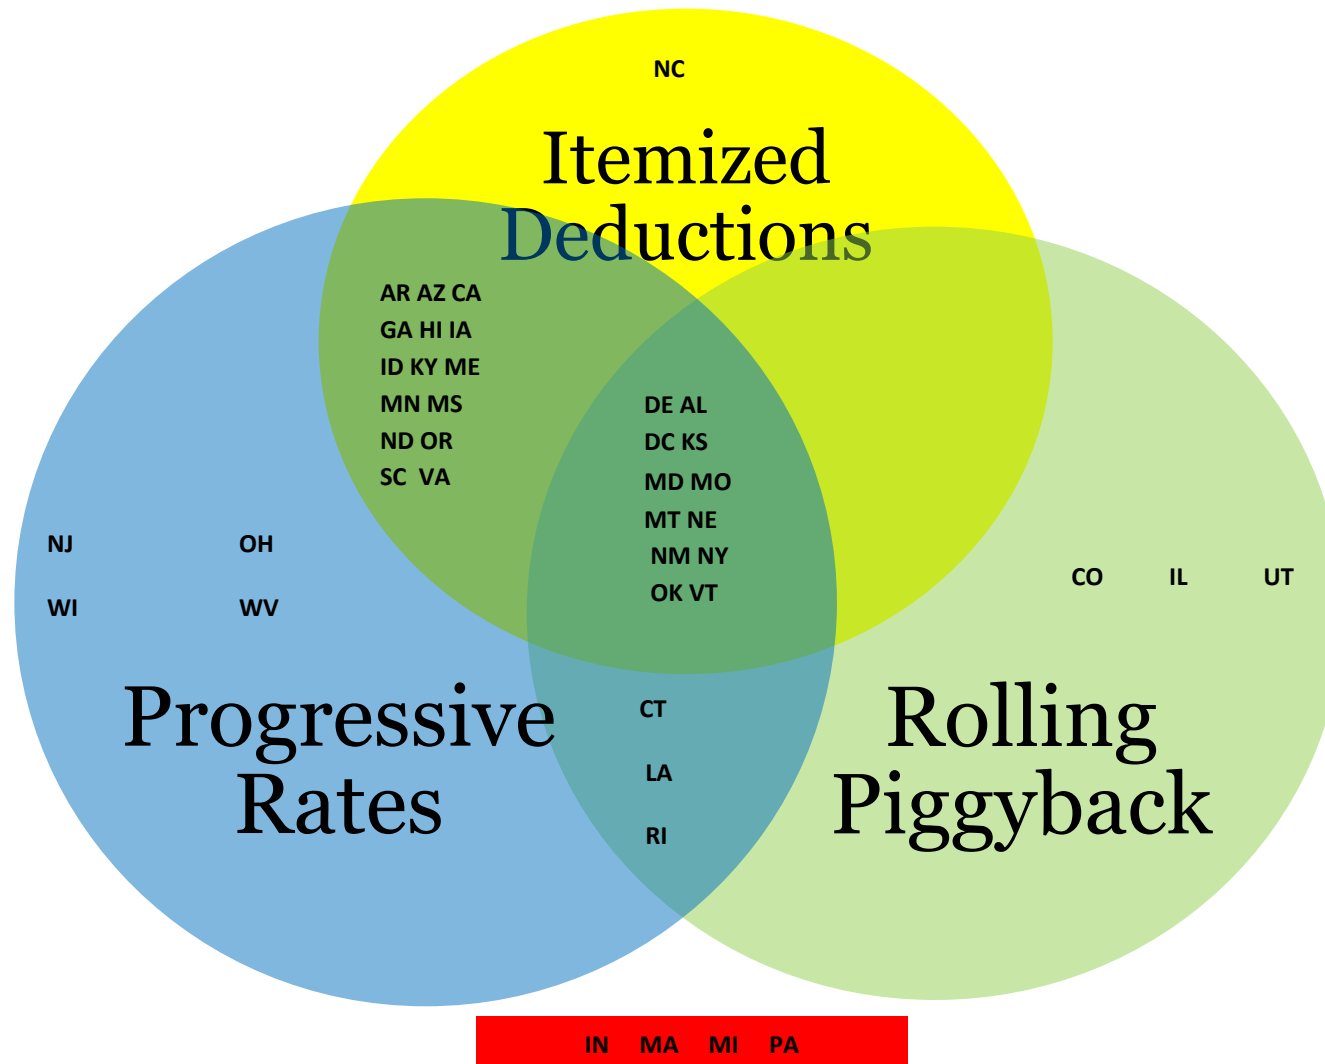 NC
Itemized
Deductions
AR AZ CA
GA HI IA
ID KY ME
MN MS
ND OR
SC  VA
DE AL
DC KS
MD MO
MT NE
NM NY
OK VT
NJ OH
WI WV
CO IL UT
Progressive
Rates
CT
LA
RI
Rolling
Piggyback
IN MA MI PA